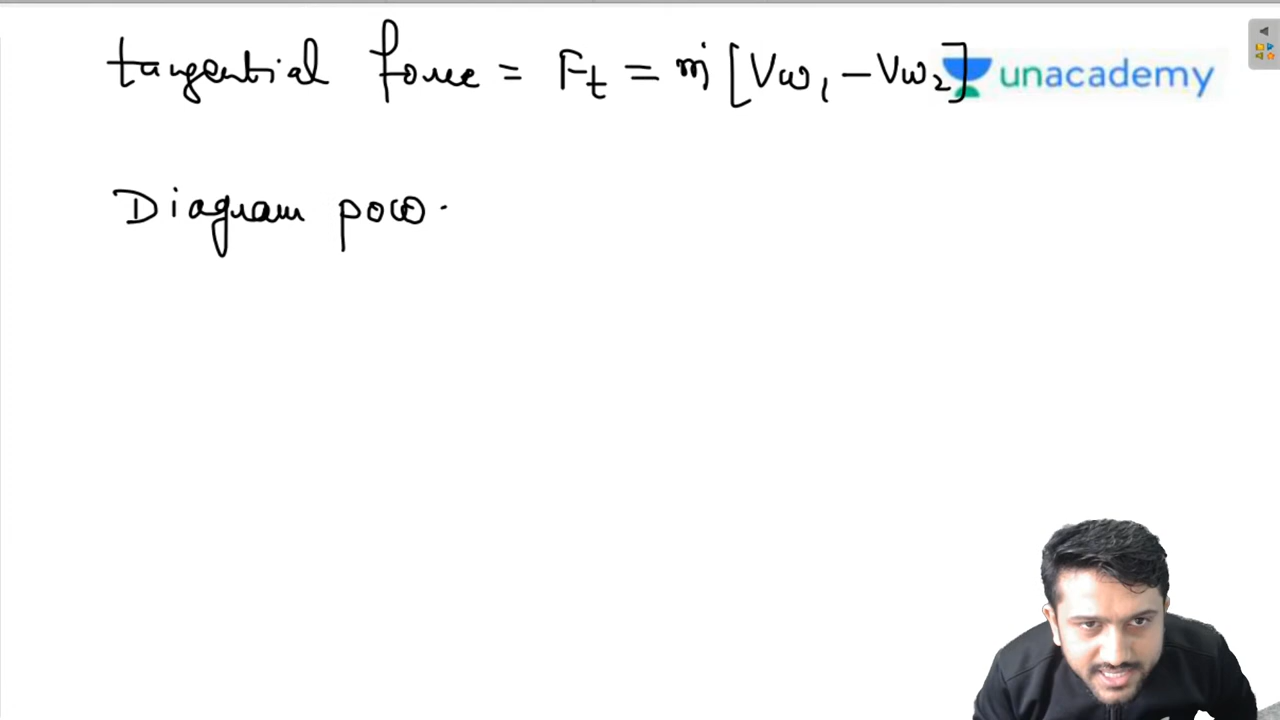 tangential force = Ft = ṁ [Vw₁ - Vw₂]
unacademy
Diagram pow